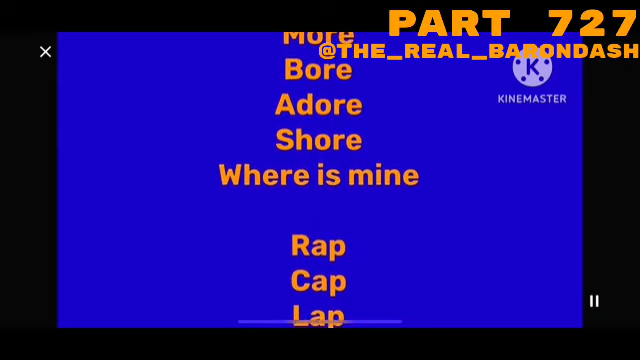 PART 727
@THE_REAL_BARONDASH
More
Bore
Adore
Shore
Where is mine
Rap
Cap
Lap
K
KINEMASTER